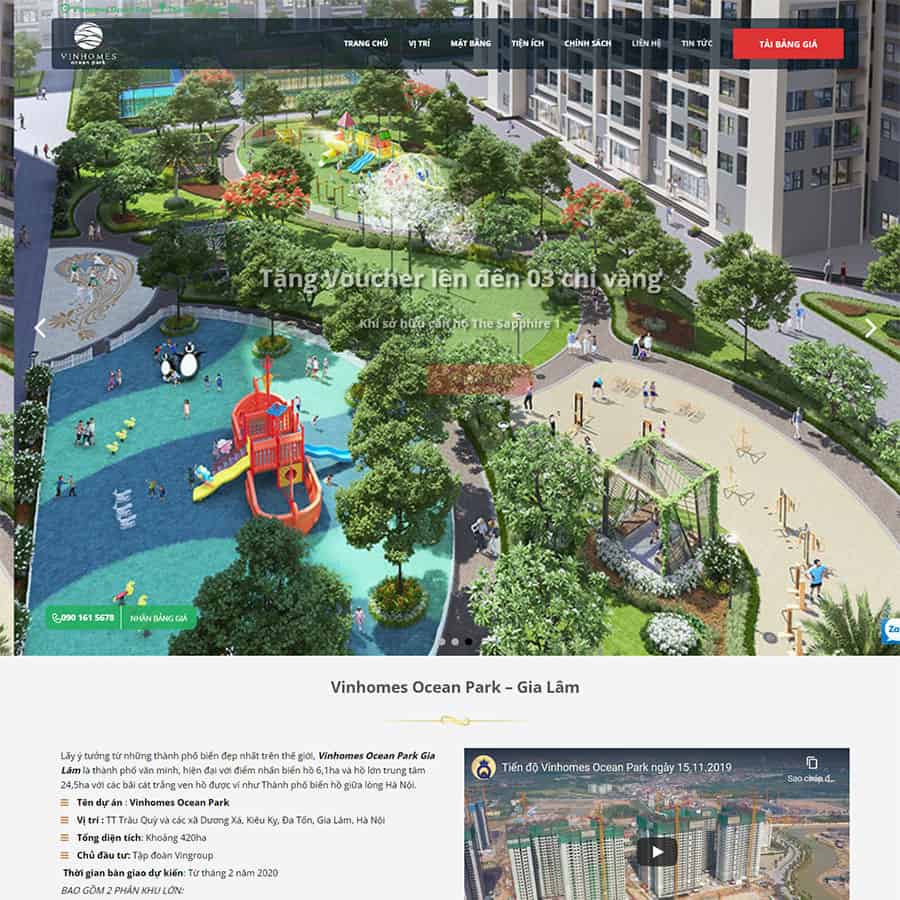 VINHOMES
ocean park
TRANG CHỦ VỊ TRÍ MẶT BẰNG TIỆN ÍCH CHÍNH SÁCH LIÊN HỆ TIN TỨC TẢI BẢNG GIÁ
Tặng Voucher lên đến 03 chỉ vàng
Khi sở hữu căn hộ The Sapphire 1
090 161 5678 NHẬN BẢNG GIÁ
Za
Vinhomes Ocean Park – Gia Lâm
Lấy ý tưởng từ những thành phố biển đẹp nhất trên thế giới, Vinhomes Ocean Park Gia
Lâm là thành phố văn minh, hiện đại với điểm nhấn biển hồ 6,1ha và hồ lớn trung tâm
24,5ha với các bãi cát trắng ven hồ được ví như Thành phố biển hồ giữa lòng Hà Nội.
Tên dự án : Vinhomes Ocean Park
Vị trí : TT Trâu Quỳ và các xã Dương Xá, Kiêu Kỵ, Đa Tốn, Gia Lâm, Hà Nội
Tổng diện tích: Khoảng 420ha
Chủ đầu tư: Tập đoàn Vingroup
Thời gian bàn giao dự kiến: Từ tháng 2 năm 2020
BAO GỒM 2 PHÂN KHU LỚN:
Tiến độ Vinhomes Ocean Park ngày 15.11.2019
Sao chép đ...